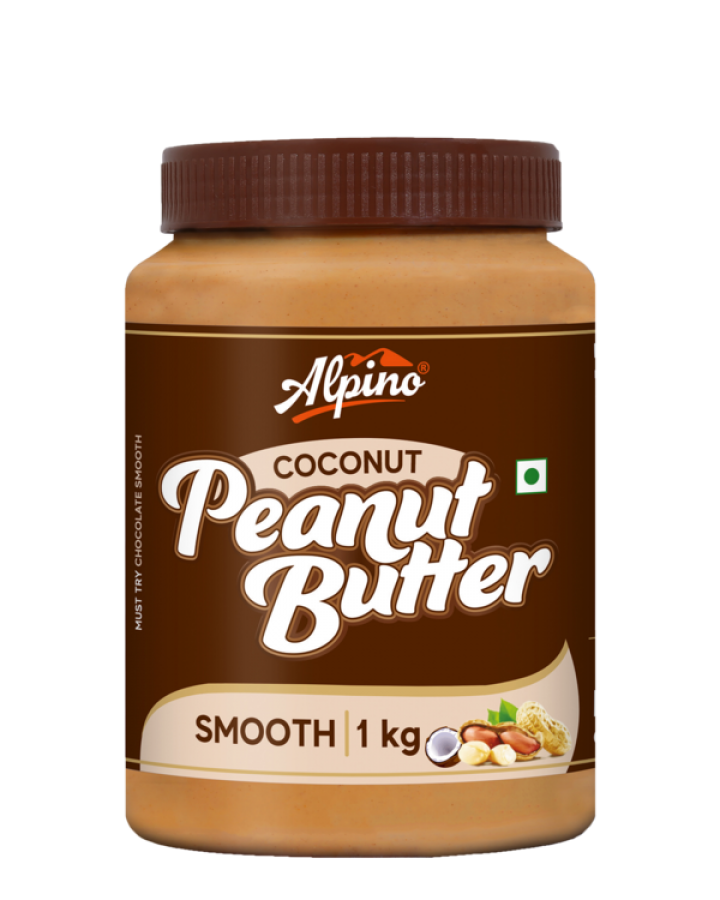 Alpino®
COCONUT
Peanut
Butter
MUST TRY CHOCOLATE SMOOTH
SMOOTH | 1 kg